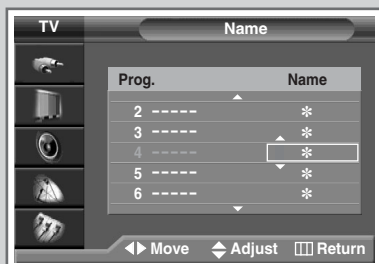 TV Name
Prog. Name
2 ----- ✻
3 ----- ✻
4 ----- ✻
5 ----- ✻
6 ----- ✻
Move Adjust Return